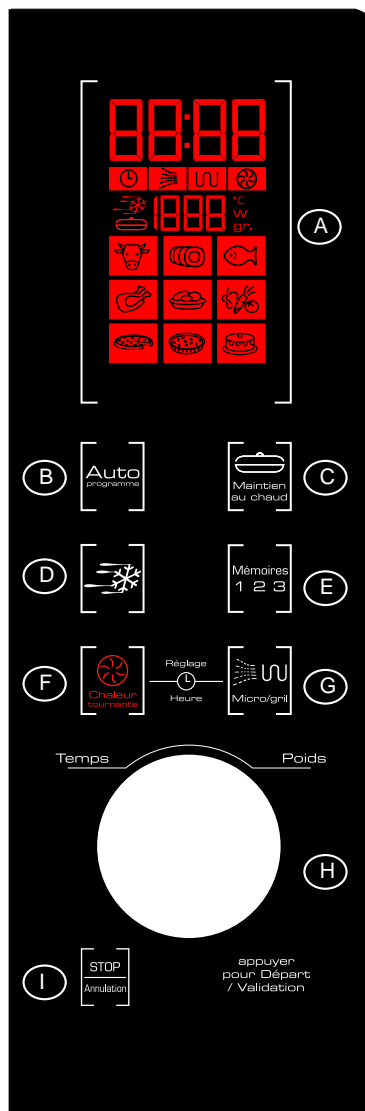 88:88
1888
°C
W
gr.
A
B
Auto
programme
Maintien
au chaud
C
D
Mémoires
1 2 3
E
F
Chaleur
tournante
Réglage
Heure
Micro/gril
G
Temps
Poids
H
I
STOP
Annulation
appuyer
pour Départ
/ Validation